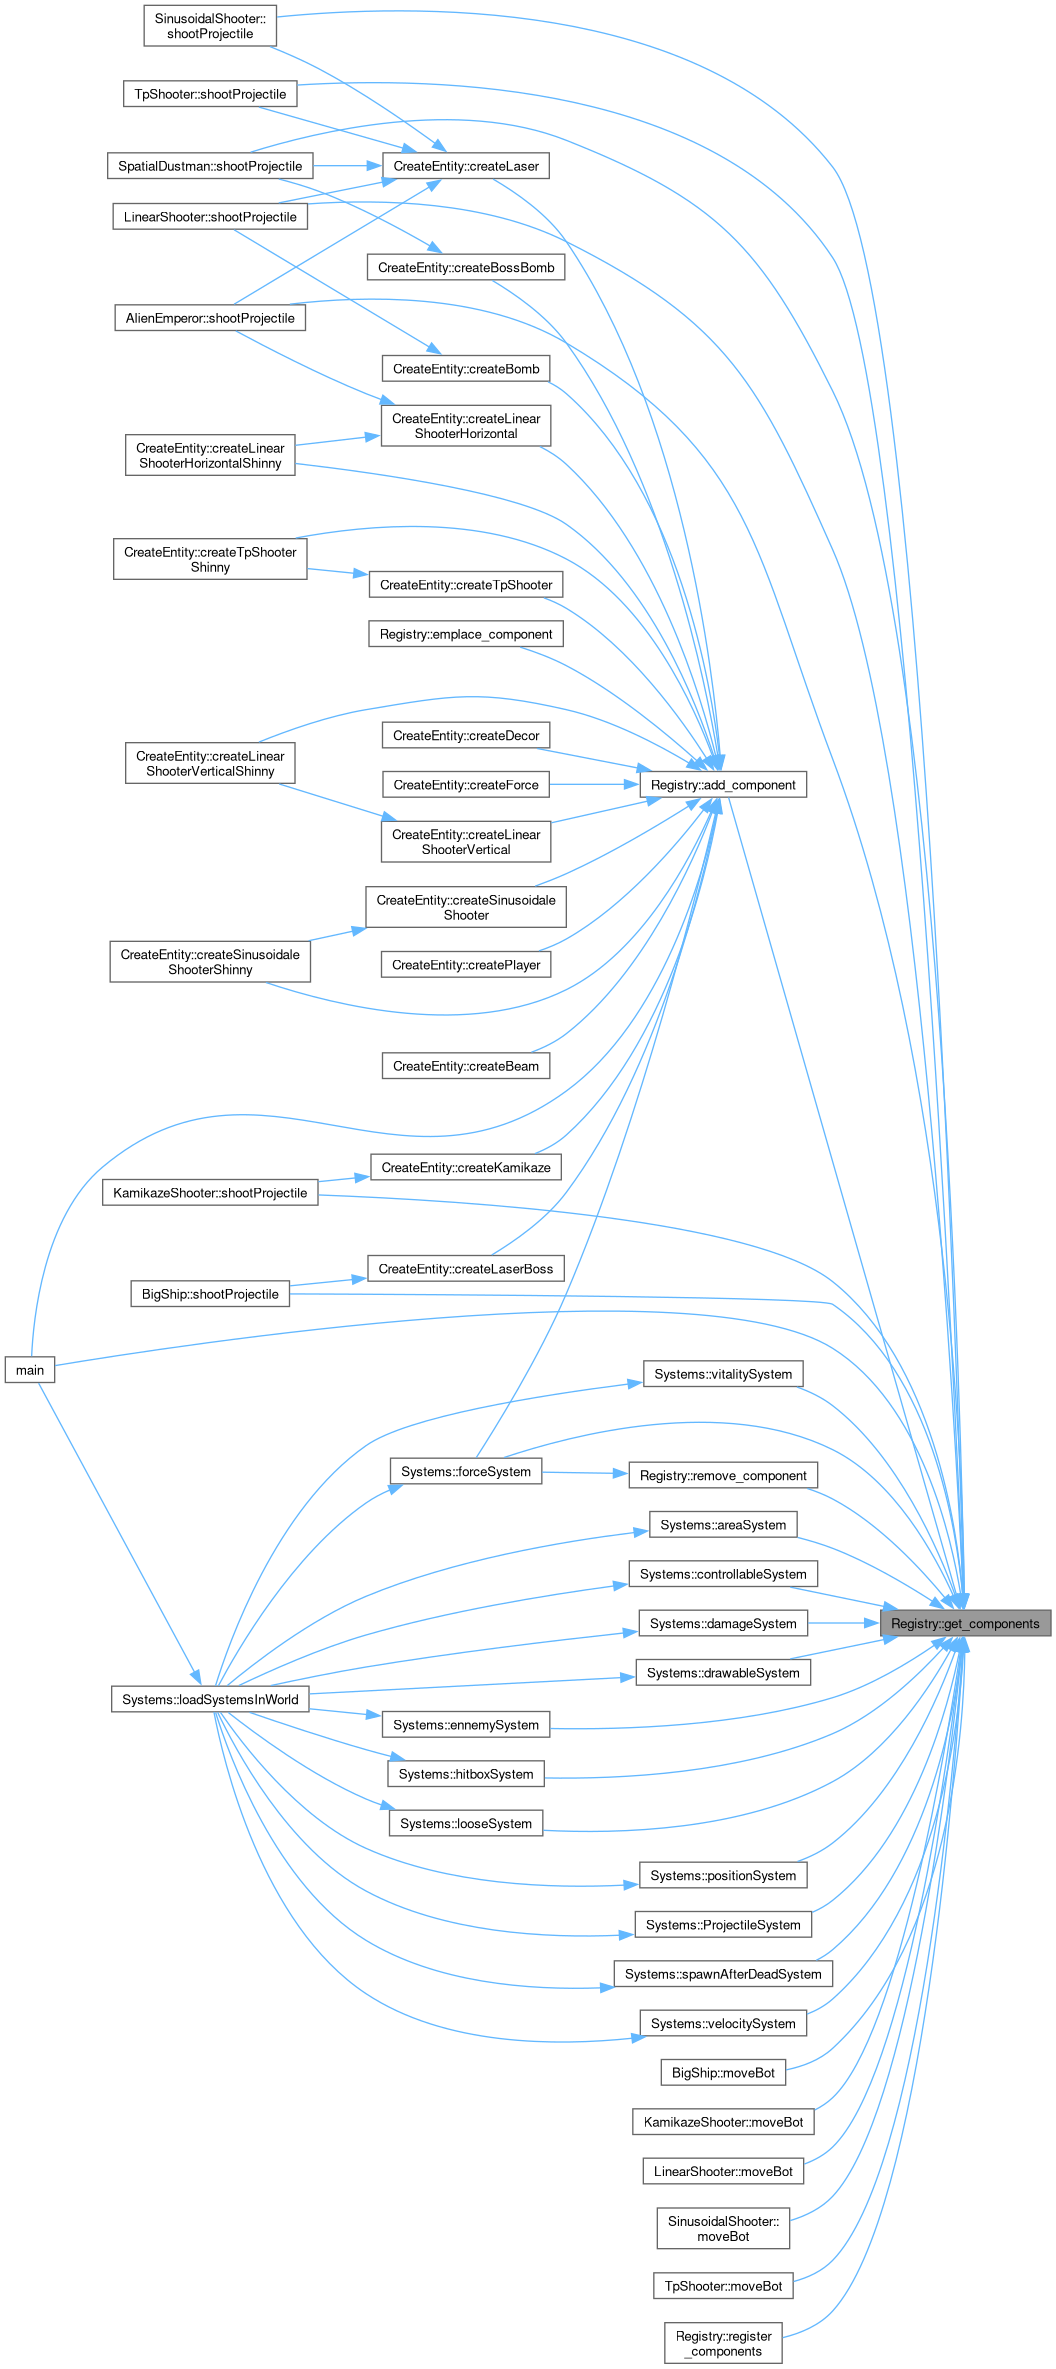 SinusoidalShooter::
shootProjectile
TpShooter::shootProjectile
SpatialDustman::shootProjectile
CreateEntity::createLaser
LinearShooter::shootProjectile
CreateEntity::createBossBomb
AlienEmperor::shootProjectile
CreateEntity::createBomb
CreateEntity::createLinear
ShooterHorizontal
CreateEntity::createLinear
ShooterHorizontalShinny
CreateEntity::createTpShooter
Shinny
CreateEntity::createTpShooter
Registry::emplace_component
CreateEntity::createDecor
CreateEntity::createLinear
ShooterVerticalShinny
CreateEntity::createForce
Registry::add_component
CreateEntity::createLinear
ShooterVertical
CreateEntity::createSinusoidale
Shooter
CreateEntity::createSinusoidale
ShooterShinny
CreateEntity::createPlayer
CreateEntity::createBeam
CreateEntity::createKamikaze
KamikazeShooter::shootProjectile
CreateEntity::createLaserBoss
BigShip::shootProjectile
main
Systems::vitalitySystem
Systems::forceSystem
Registry::remove_component
Systems::areaSystem
Systems::controllableSystem
Systems::damageSystem
Registry::get_components
Systems::drawableSystem
Systems::loadSystemsInWorld
Systems::ennemySystem
Systems::hitboxSystem
Systems::looseSystem
Systems::positionSystem
Systems::ProjectileSystem
Systems::spawnAfterDeadSystem
Systems::velocitySystem
BigShip::moveBot
KamikazeShooter::moveBot
LinearShooter::moveBot
SinusoidalShooter::
moveBot
TpShooter::moveBot
Registry::register
_components